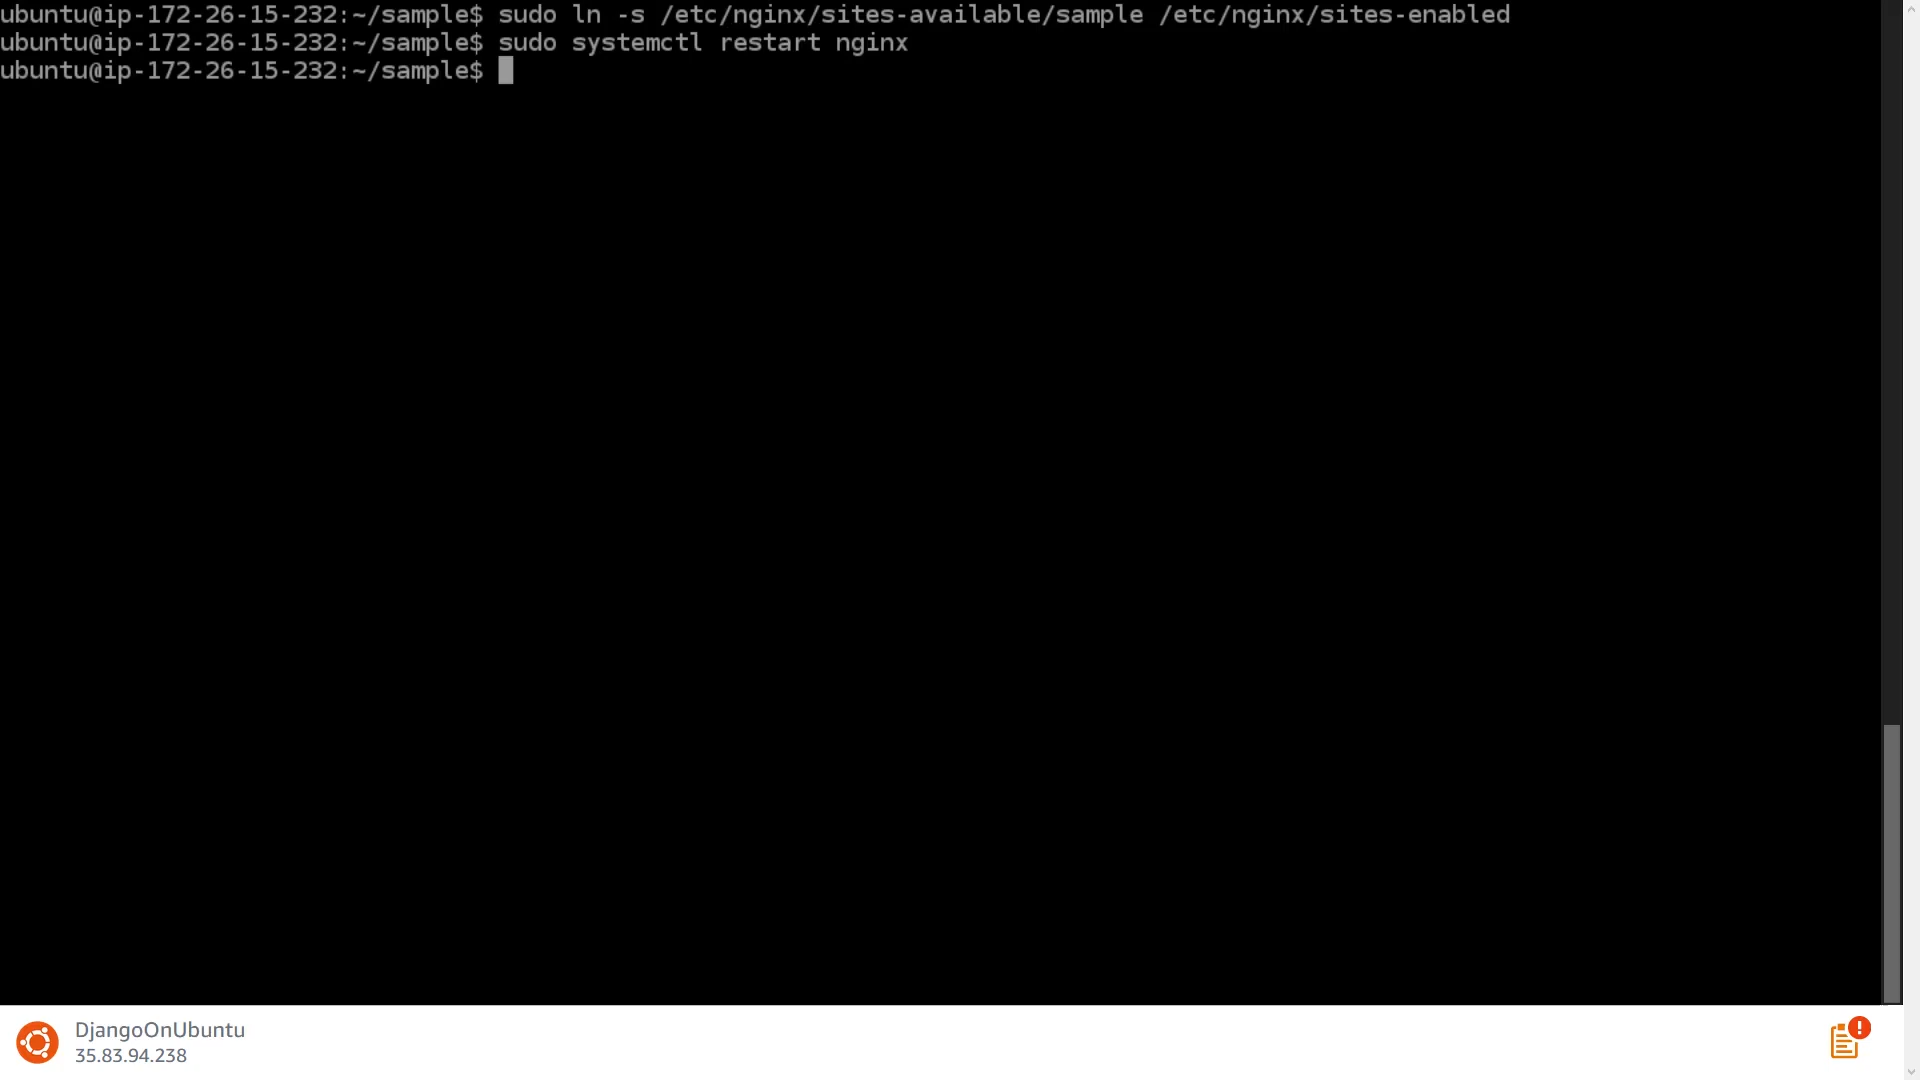 ubuntu@ip-172-26-15-232:~/sample$ sudo ln -s /etc/nginx/sites-available/sample /etc/nginx/sites-enabled
ubuntu@ip-172-26-15-232:~/sample$ sudo systemctl restart nginx
ubuntu@ip-172-26-15-232:~/sample$
DjangoOnUbuntu
35.83.94.238